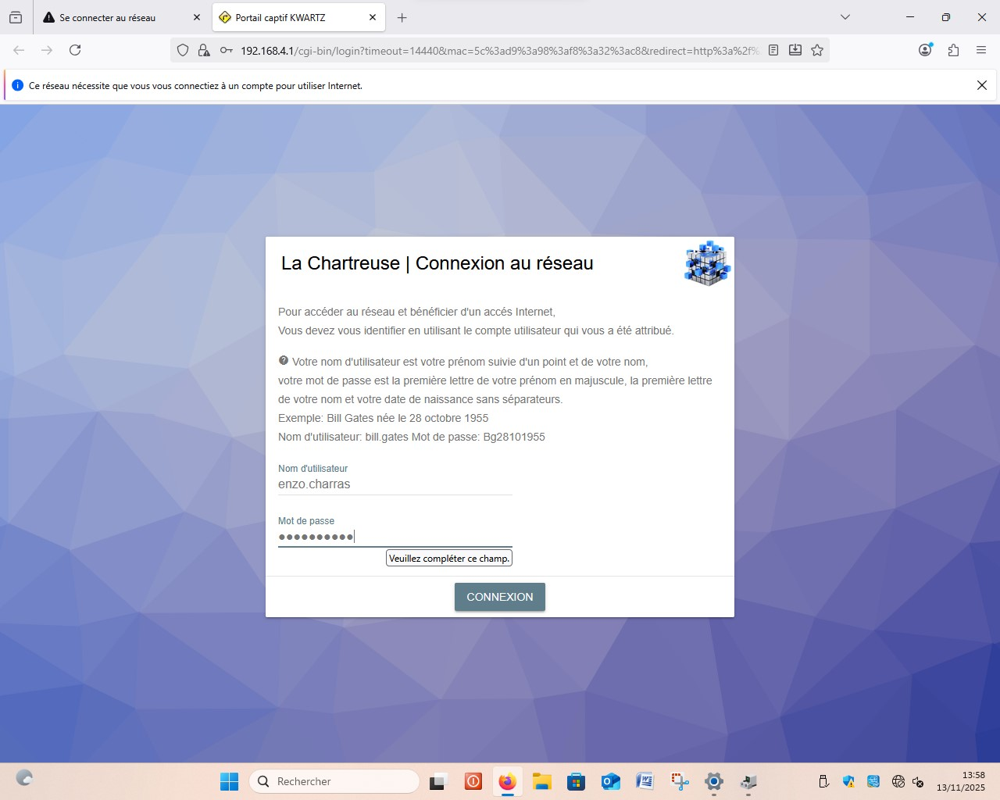 Se connecter au réseau
Portail captif KWARTZ
192.168.4.1/cgi-bin/login?timeout=14440&mac=5c%3ad9%3a98%3af8%3a32%3ac8&redirect=http%3a%2f%
Ce réseau nécessite que vous vous connectiez à un compte pour utiliser Internet.
La Chartreuse | Connexion au réseau
Pour accéder au réseau et bénéficier d'un accés Internet,
Vous devez vous identifier en utilisant le compte utilisateur qui vous a été attribué.
Votre nom d'utilisateur est votre prénom suivie d'un point et de votre nom,
votre mot de passe est la première lettre de votre prénom en majuscule, la première lettre
de votre nom et votre date de naissance sans séparateurs.
Exemple: Bill Gates née le 28 octobre 1955
Nom d'utilisateur: bill.gates Mot de passe: Bg28101955
Nom d'utilisateur
enzo.charras
Mot de passe
●●●●●●●●●●
Veuillez compléter ce champ.
CONNEXION
Rechercher
13:58
13/11/2025